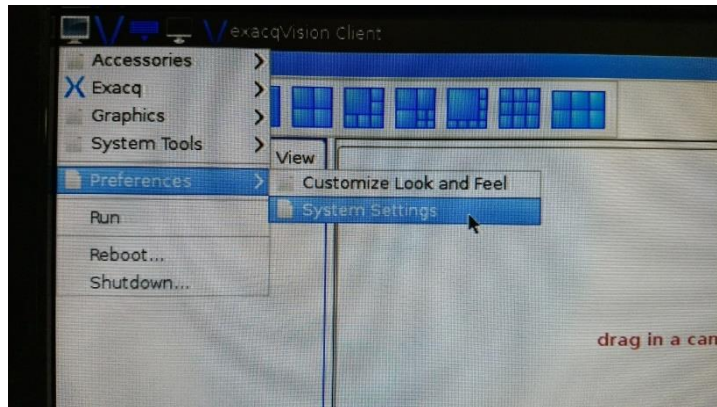 exacqVision Client
Accessories
Exacq
Graphics
System Tools
View
Preferences
Customize Look and Feel
System Settings
Run
Reboot...
Shutdown...
drag in a cam